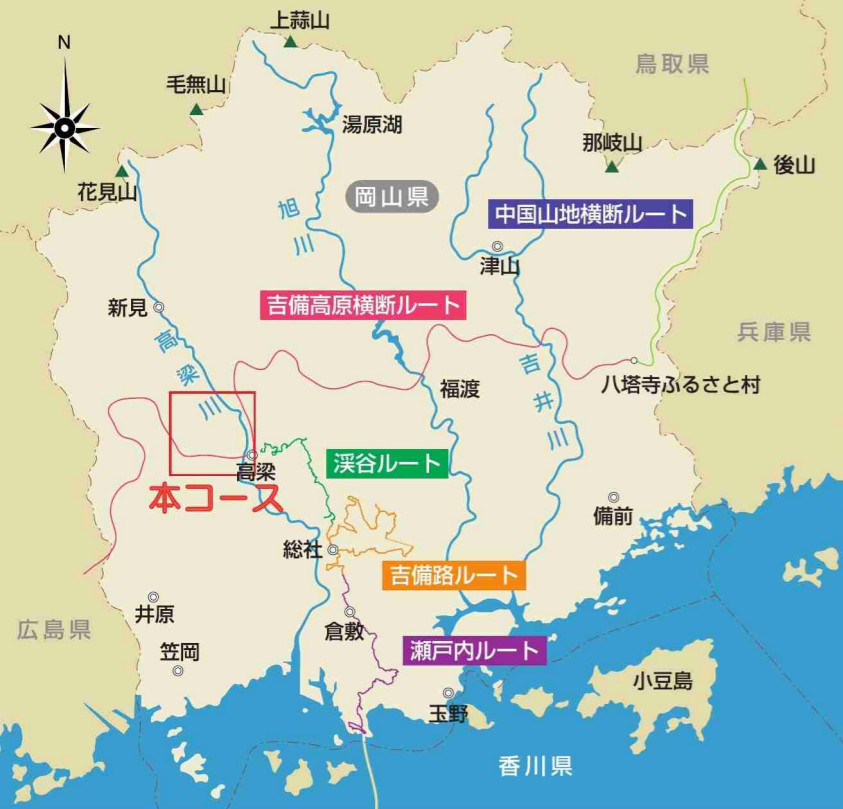 上蒜山
N
鳥取県
毛無山
湯原湖
那岐山
後山
花見山
岡山県
旭川
中国山地横断ルート
津山
新見
吉備高原横断ルート
兵庫県
高梁川
吉井川
福渡
八塔寺ふるさと村
高梁
渓谷ルート
本コース
備前
総社
吉備路ルート
井原
広島県
倉敷
笠岡
瀬戸内ルート
小豆島
玉野
香川県